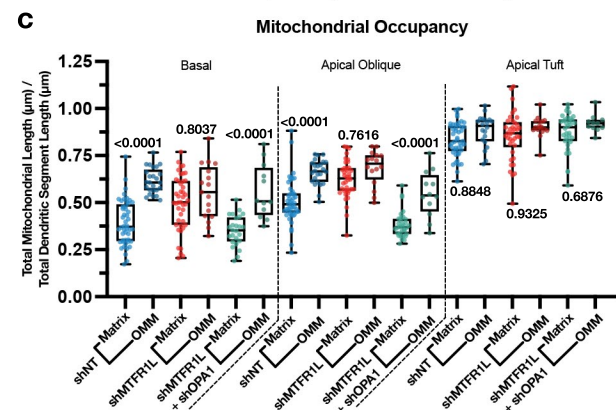 C
Mitochondrial Occupancy
Total Mitochondrial Length (μm) /
Total Dendritic Segment Length (μm)
1.25
1.00
0.75
0.50
0.25
0.00
Basal
Apical Oblique
Apical Tuft
<0.0001
0.8037
<0.0001
<0.0001
0.7616
<0.0001
0.8848
0.9325
0.6876
Matrix
OMM
Matrix
OMM
Matrix
OMM
Matrix
OMM
Matrix
OMM
Matrix
OMM
Matrix
OMM
Matrix
OMM
Matrix
OMM
shNT
shMTFR1L
shMTFR1L
+ shOPA1
shNT
shMTFR1L
shMTFR1L
+ shOPA1
shNT
shMTFR1L
shMTFR1L
+ shOPA1